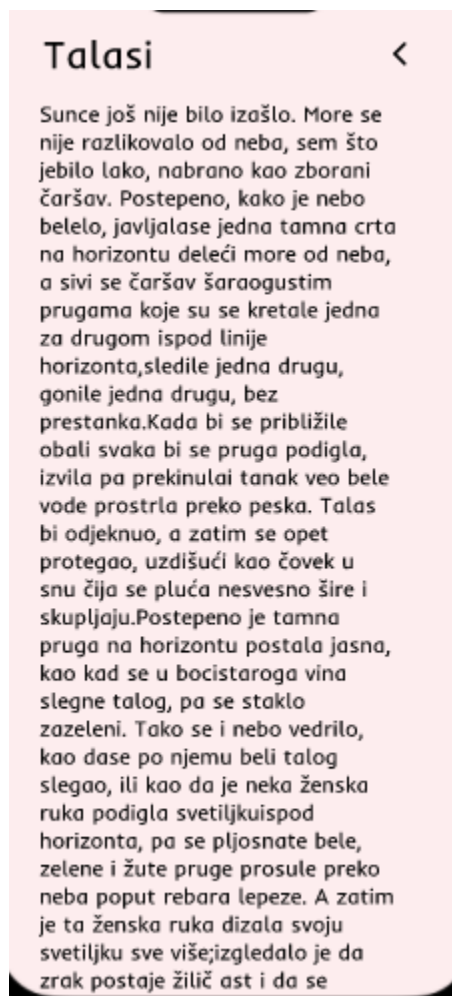 Talasi
Sunce još nije bilo izašlo. More se
nije razlikovalo od neba, sem što
jebilo lako, nabrano kao zborani
čaršav. Postepeno, kako je nebo
belelo, javljalase jedna tamna crta
na horizontu deleći more od neba,
a sivi se čaršav šaraogustim
prugama koje su se kretale jedna
za drugom ispod linije
horizonta,sledile jedna drugu,
gonile jedna drugu, bez
prestanka.Kada bi se približile
obali svaka bi se pruga podigla,
izvila pa prekinulai tanak veo bele
vode prostrla preko peska. Talas
bi odjeknuo, a zatim se opet
protegao, uzdišući kao čovek u
snu čija se pluća nesvesno šire i
skupljaju.Postepeno je tamna
pruga na horizontu postala jasna,
kao kad se u bocistaroga vina
slegne talog, pa se staklo
zazeleni. Tako se i nebo vedrilo,
kao dase po njemu beli talog
slegao, ili kao da je neka ženska
ruka podigla svetiljkuispod
horizonta, pa se pljosnate bele,
zelene i žute pruge prosule preko
neba poput rebara lepeze. A zatim
je ta ženska ruka dizala svoju
svetiljku sve više;izgledalo je da
zrak postaje žilič ast i da se